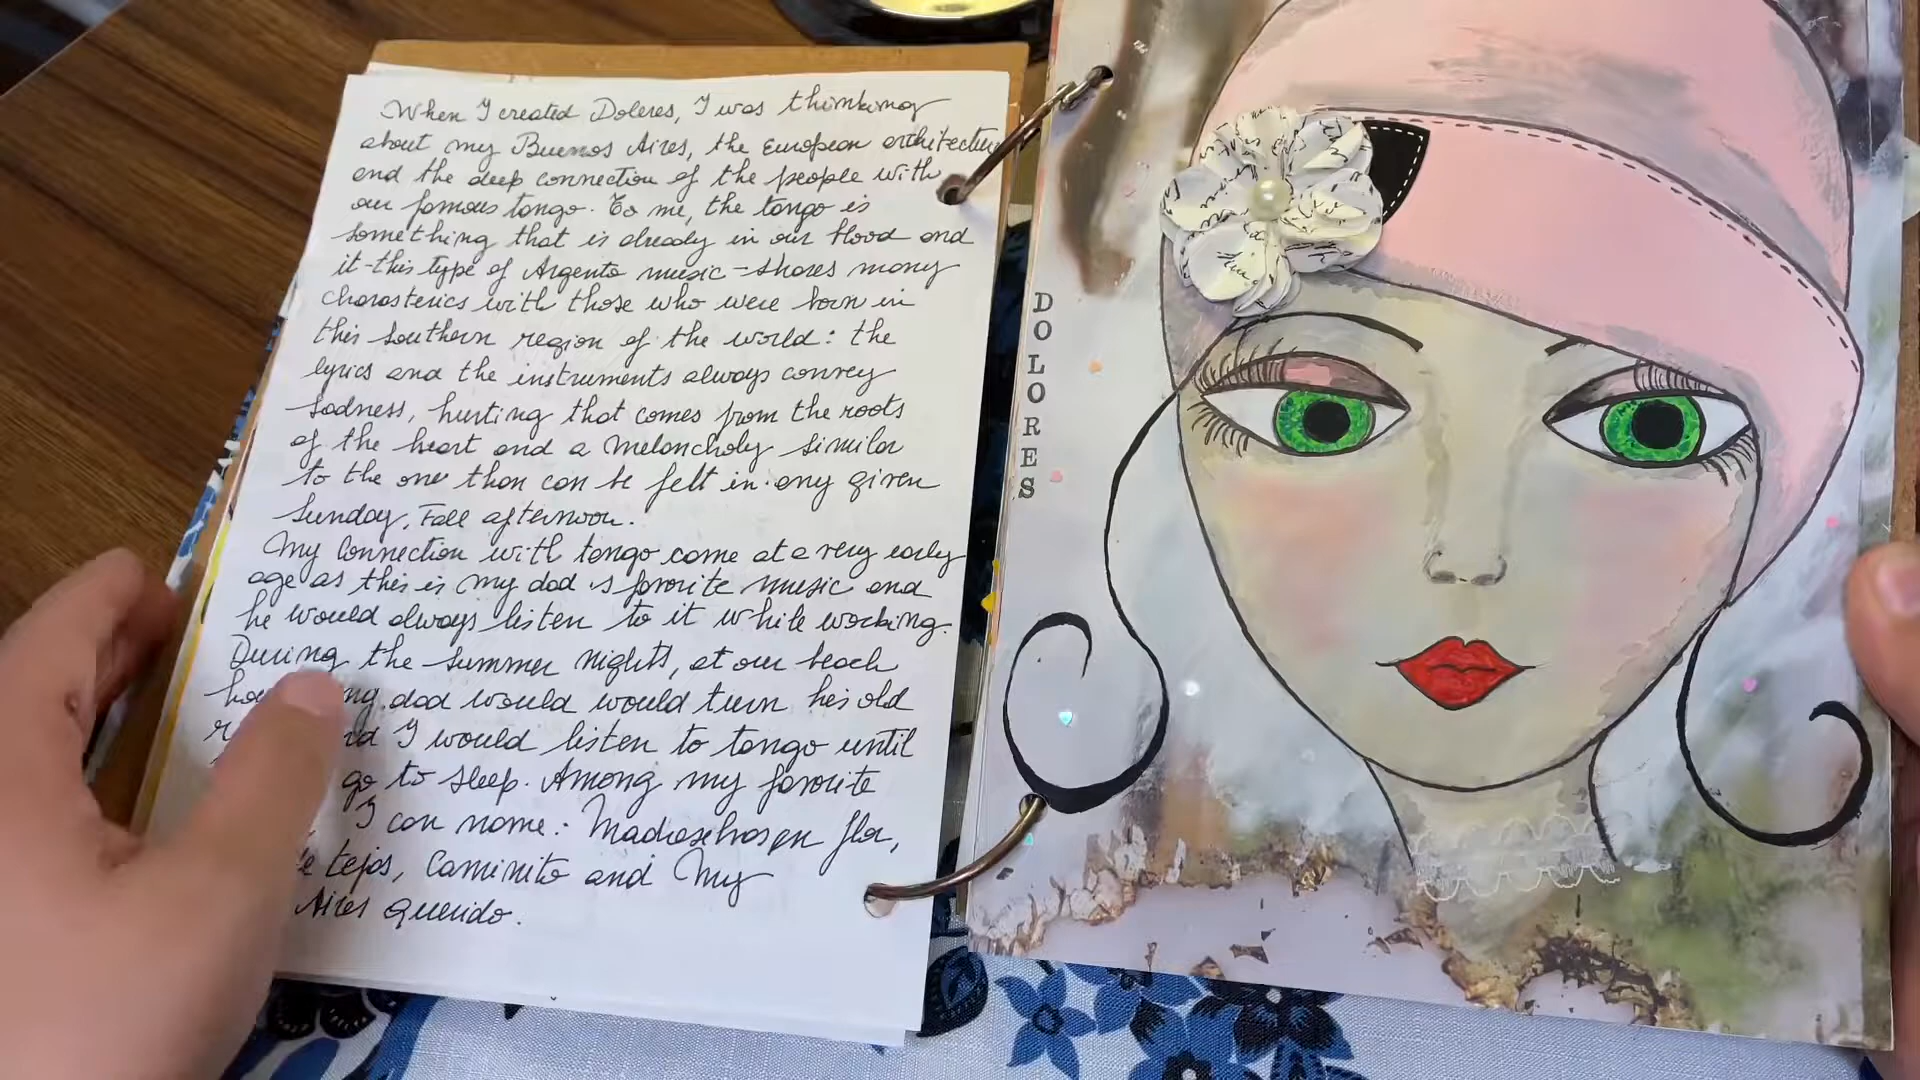 When I created Dolores, I was thinking
about my Buenos Aires, the European architecture
and the deep connection of the people with
our famous tango. To me, the tango is
something that is already in our blood and
it-this type of Argento music-shares many
charasterics with those who were born in
this southern region of the world: the
lyrics and the instruments always convey
sadness, hurting that comes from the roots
of the heart and a melancholy similar
to the one than can be felt in any given
Sunday, Fall afternoon.
My connection with tango came at a very early
age as this is my dad's favorite music and
he would always listen to it while working.
During the summer nights, at our beach
dad would would turn his old
I would listen to tango until
go to sleep. Among my favorite
I can name: Madreselvas en flor,
tejas, Caminito and My
Aires Querido.
DOLORES